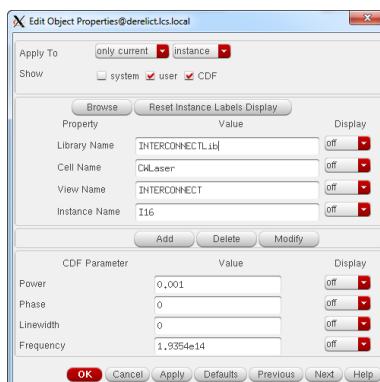 X Edit Object Properties@derelict.lcs.local
Apply To only current instance
Show system user CDF
Browse Reset Instance Labels Display
Property Value Display
Library Name INTERCONNECTLib off
Cell Name CWLaser off
View Name INTERCONNECT off
Instance Name I16 off
Add Delete Modify
CDF Parameter Value Display
Power 0.001 off
Phase 0 off
Linewidth 0 off
Frequency 1.9354e14 off
OK Cancel Apply Defaults Previous Next Help